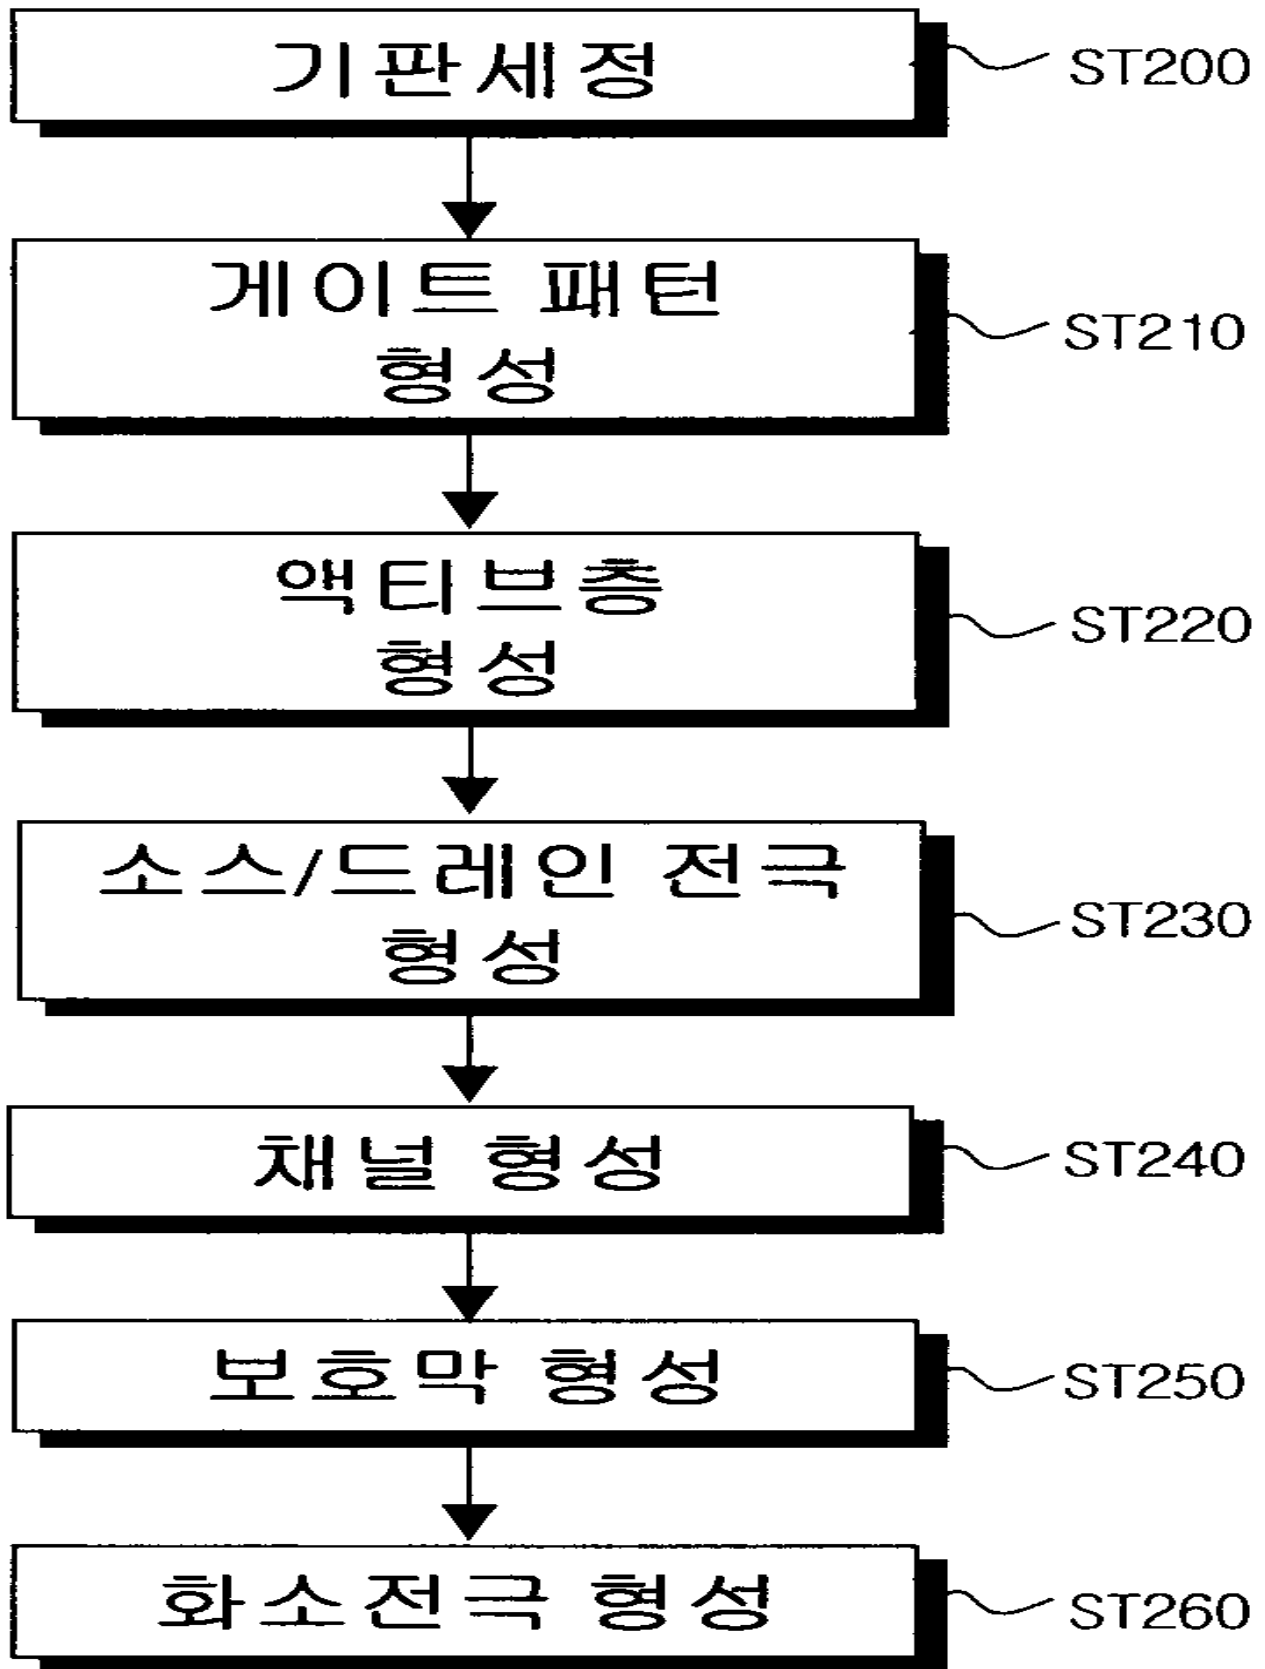 기판세정
ST200
게이트 패턴
형성
ST210
액티브층
형성
ST220
소스/드레인 전극
형성
ST230
채널 형성
ST240
보호막 형성
ST250
화소전극 형성
ST260